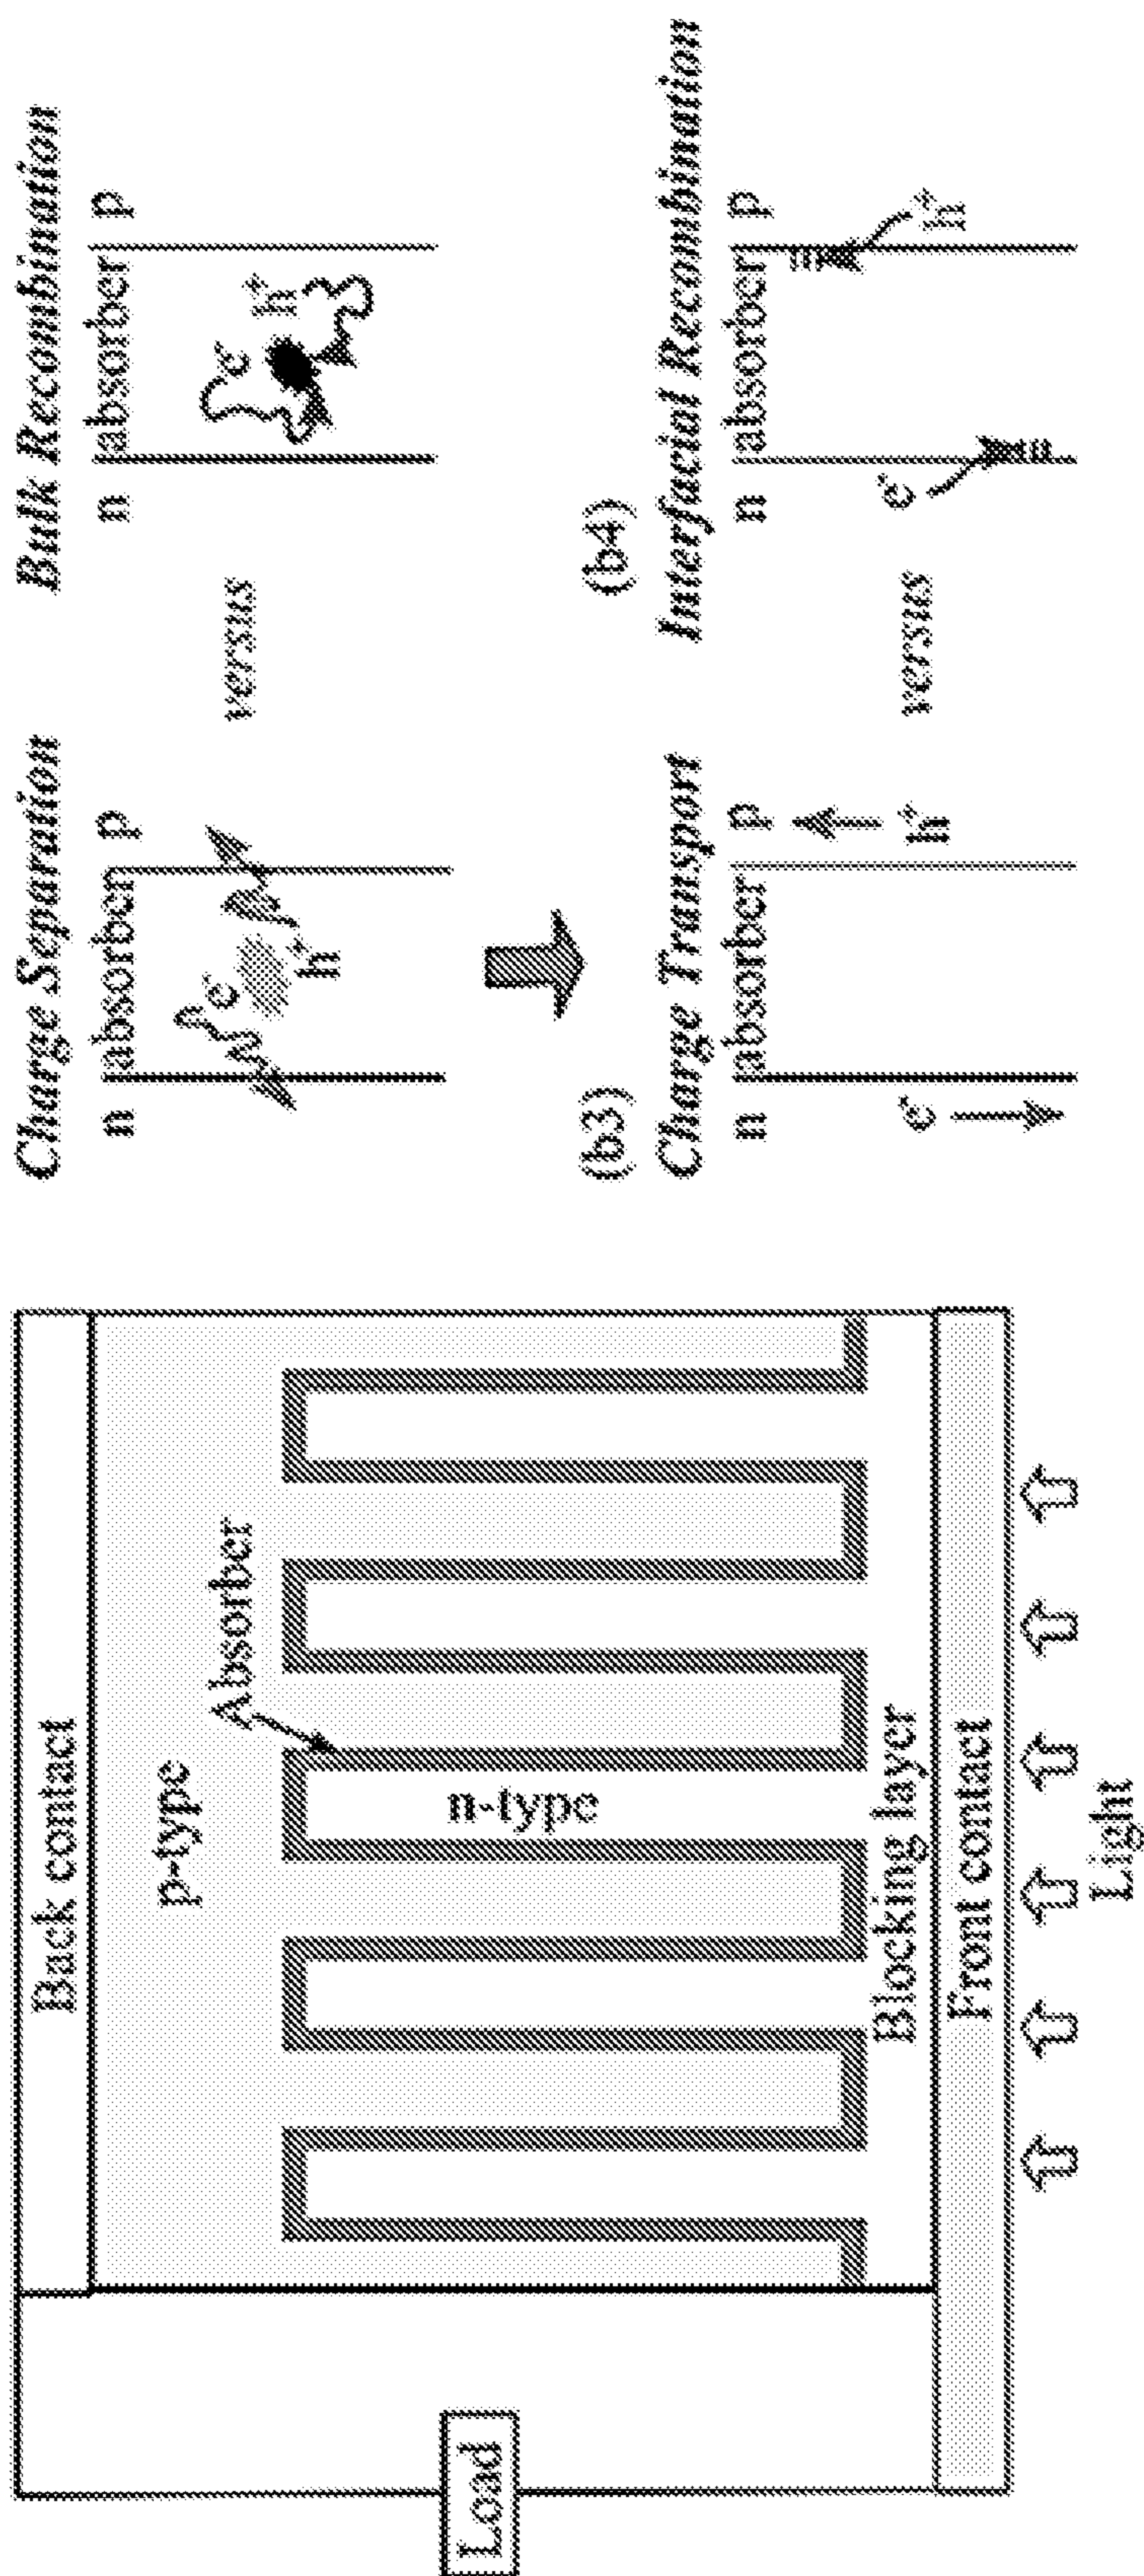 Back contact
p-type
Absorber
n-type
Load
Blocking layer
Front contact
Light
Charge Separation
n absorber p
e-
h+
versus
Bulk Recombination
n absorber p
e-
h+
(b3)
Charge Transport
n absorber p
e-
h+
versus
(b4)
Interfacial Recombination
n absorber p
e-
h+